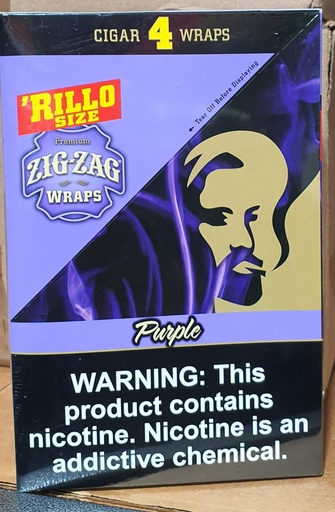 CIGAR 4 WRAPS
← Tear Off Before Displaying
'RILLO
SIZE
Premium
ZIG-ZAG
WRAPS
Purple
WARNING: This
product contains
nicotine. Nicotine is an
addictive chemical.